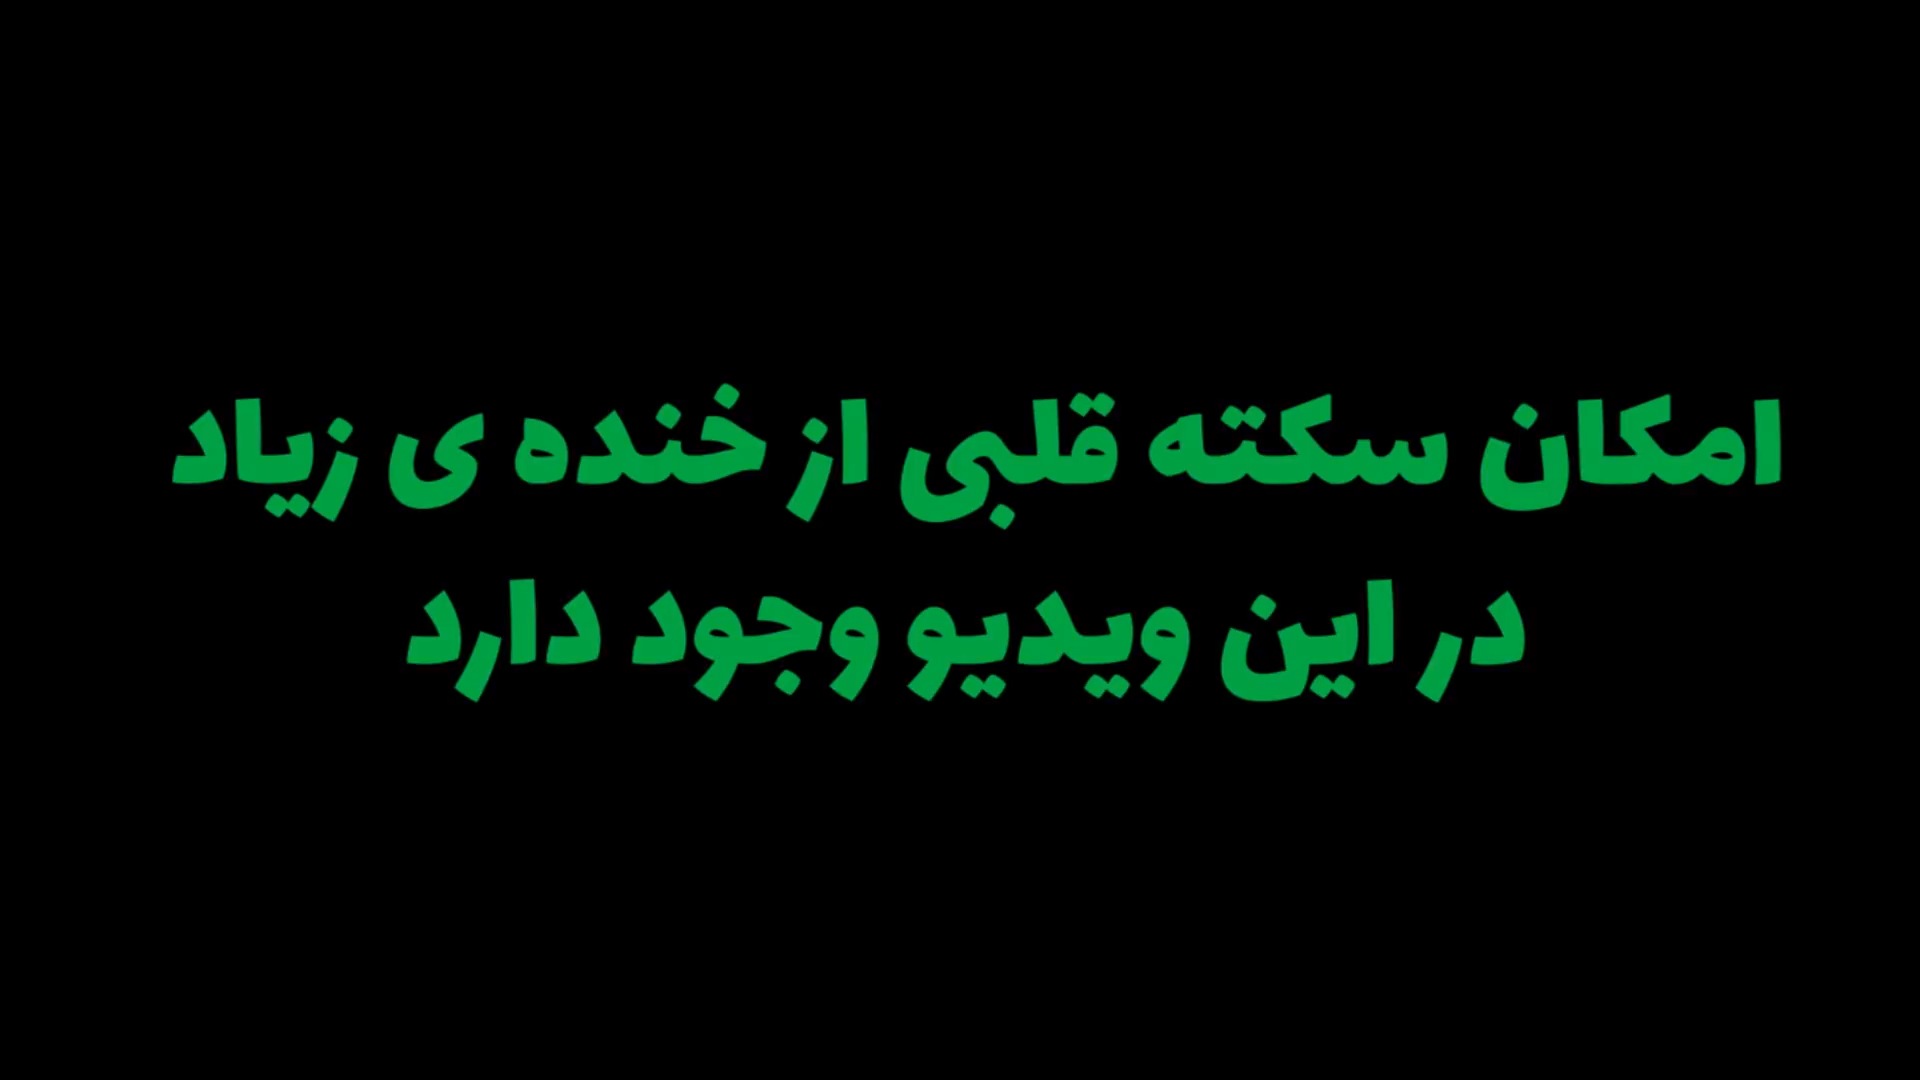 امکان سکته قلبی از خنده ی زیاد
در این ویدیو وجود دارد